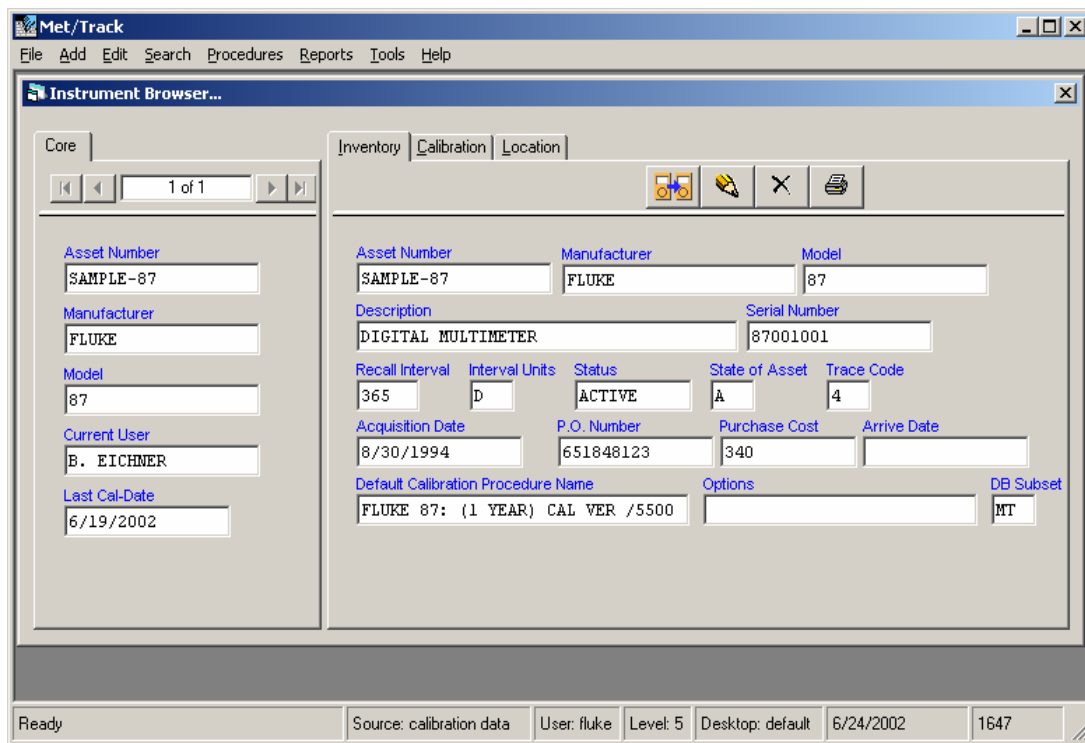 Met/Track
File Add Edit Search Procedures Reports Tools Help
Instrument Browser...
Core
1 of 1
Asset Number
SAMPLE-87
Manufacturer
FLUKE
Model
87
Current User
B. EICHNER
Last Cal-Date
6/19/2002
Inventory Calibration Location
Asset Number Manufacturer Model
SAMPLE-87 FLUKE 87
Description Serial Number
DIGITAL MULTIMETER 87001001
Recall Interval Interval Units Status State of Asset Trace Code
365 D ACTIVE A 4
Acquisition Date P.O. Number Purchase Cost Arrive Date
8/30/1994 651848123 340
Default Calibration Procedure Name Options DB Subset
FLUKE 87: (1 YEAR) CAL VER /5500 MT
Ready Source: calibration data User: fluke Level: 5 Desktop: default 6/24/2002 1647